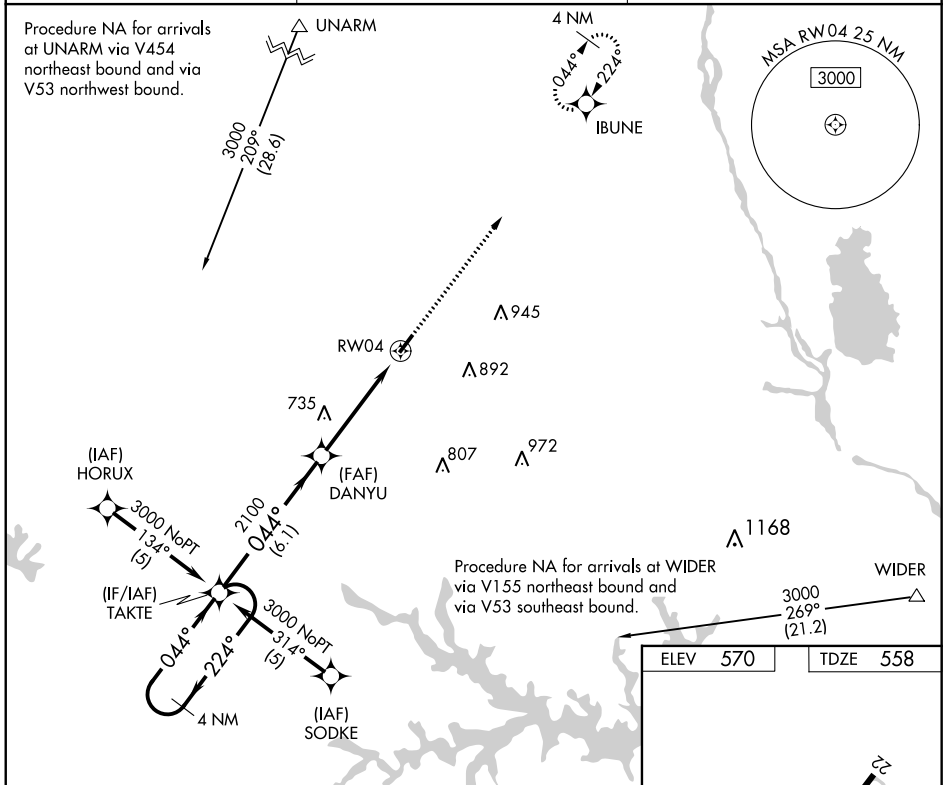 Procedure NA for arrivals
at UNARM via V454
northeast bound and via
V53 northwest bound.
UNARM
3000
209°
(28.6)
4 NM
044°
224°
IBUNE
MSA RW04 25 NM
3000
945
RW04
892
735
807
972
(FAF)
DANYU
(IAF)
HORUX
3000 NoPT
134°
(5)
2100
044°
(6.1)
1168
(IF/IAF)
TAKTE
Procedure NA for arrivals at WIDER
via V155 northeast bound and
via V53 southeast bound.
WIDER
3000
269°
(21.2)
3000 NoPT
314°
(5)
044°
224°
4 NM
(IAF)
SODKE
ELEV 570
TDZE 558
22